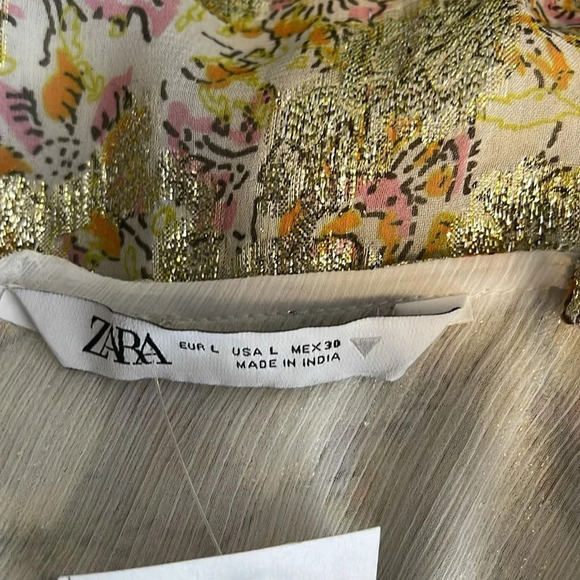 ZARA EUR L USA L MEX 30
MADE IN INDIA